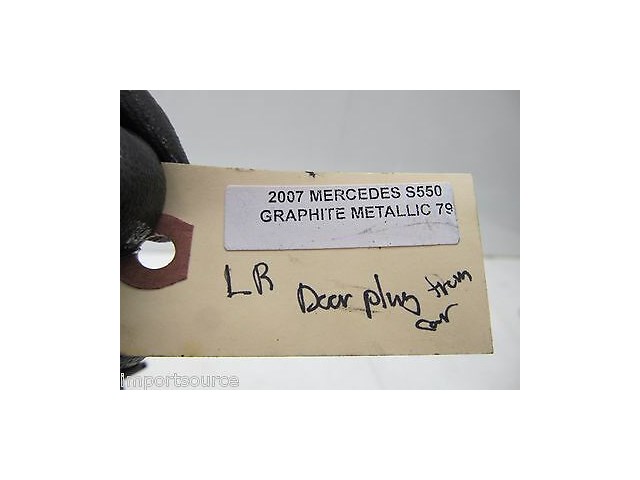 2007 MERCEDES S550
GRAPHITE METALLIC 79
LR Door plug from
car
importsource